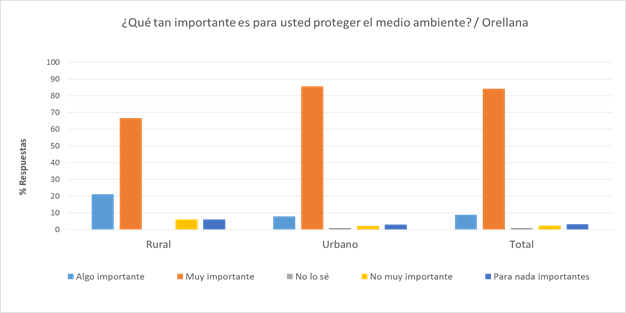 ¿Qué tan importante es para usted proteger el medio ambiente? / Orellana
% Respuestas
100
90
80
70
60
50
40
30
20
10
0
Rural Urbano Total
Algo importante Muy importante No lo sé No muy importante Para nada importantes